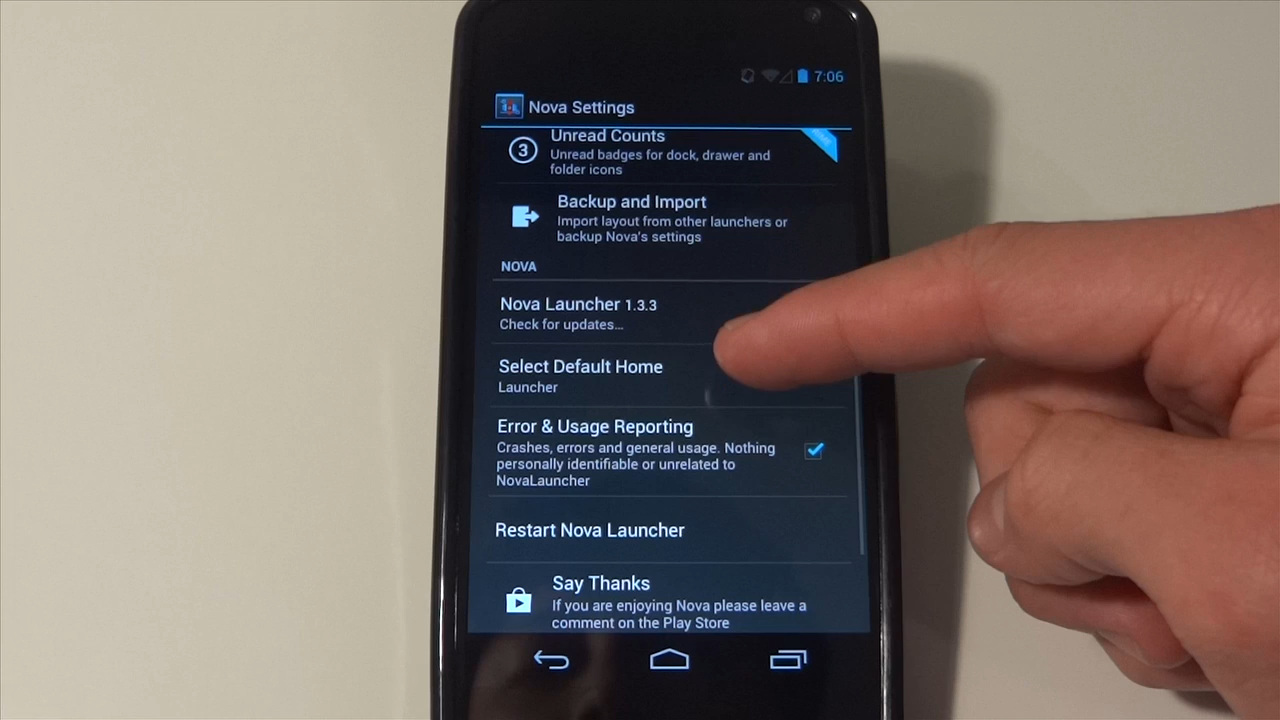 7:06
Nova Settings
Unread Counts
3
Unread badges for dock, drawer and
folder icons
Backup and Import
Import layout from other launchers or
backup Nova's settings
NOVA
Nova Launcher 1.3.3
Check for updates...
Select Default Home
Launcher
Error & Usage Reporting
Crashes, errors and general usage. Nothing
personally identifiable or unrelated to
NovaLauncher
Restart Nova Launcher
Say Thanks
If you are enjoying Nova please leave a
comment on the Play Store